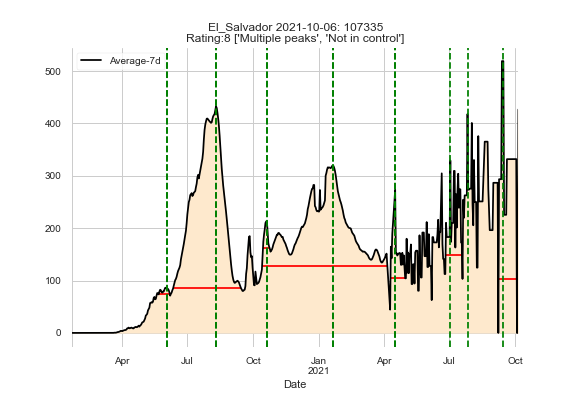 El_Salvador 2021-10-06: 107335
Rating:8 ['Multiple peaks', 'Not in control']
Average-7d
500
400
300
200
100
0
Apr
Jul
Oct
Jan
2021
Apr
Jul
Oct
Date